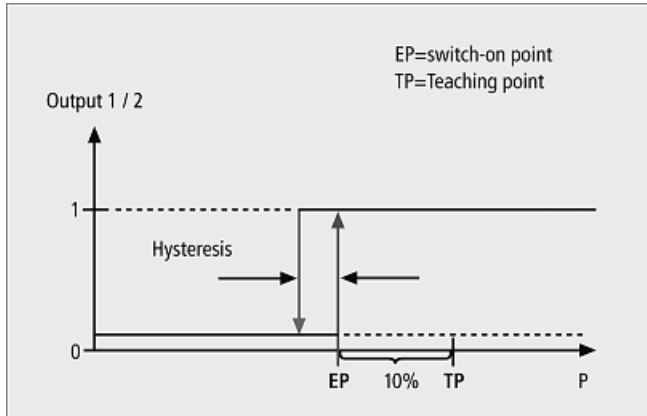 EP=switch-on point
TP=Teaching point
Output 1 / 2
1
Hysteresis
0
EP 10% TP P